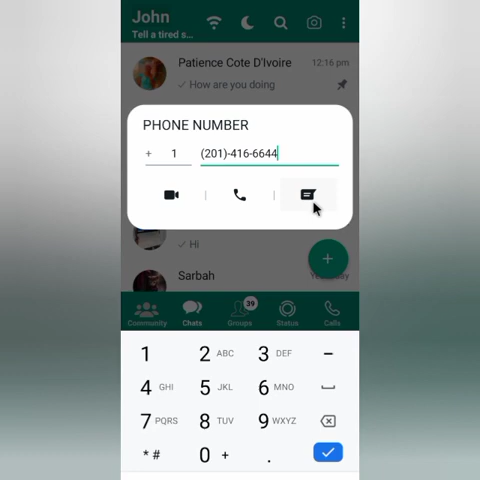 John
Tell a tired s...
Patience Cote D'Ivoire
12:16 pm
✓ How are you doing
PHONE NUMBER
+ 1 (201)-416-6644
✓ Hi
Sarbah
Yesterday
+
39
Community Chats Groups Status Calls
1 2 ABC 3 DEF –
4 GHI 5 JKL 6 MNO
7 PQRS 8 TUV 9 WXYZ
* # 0 + .